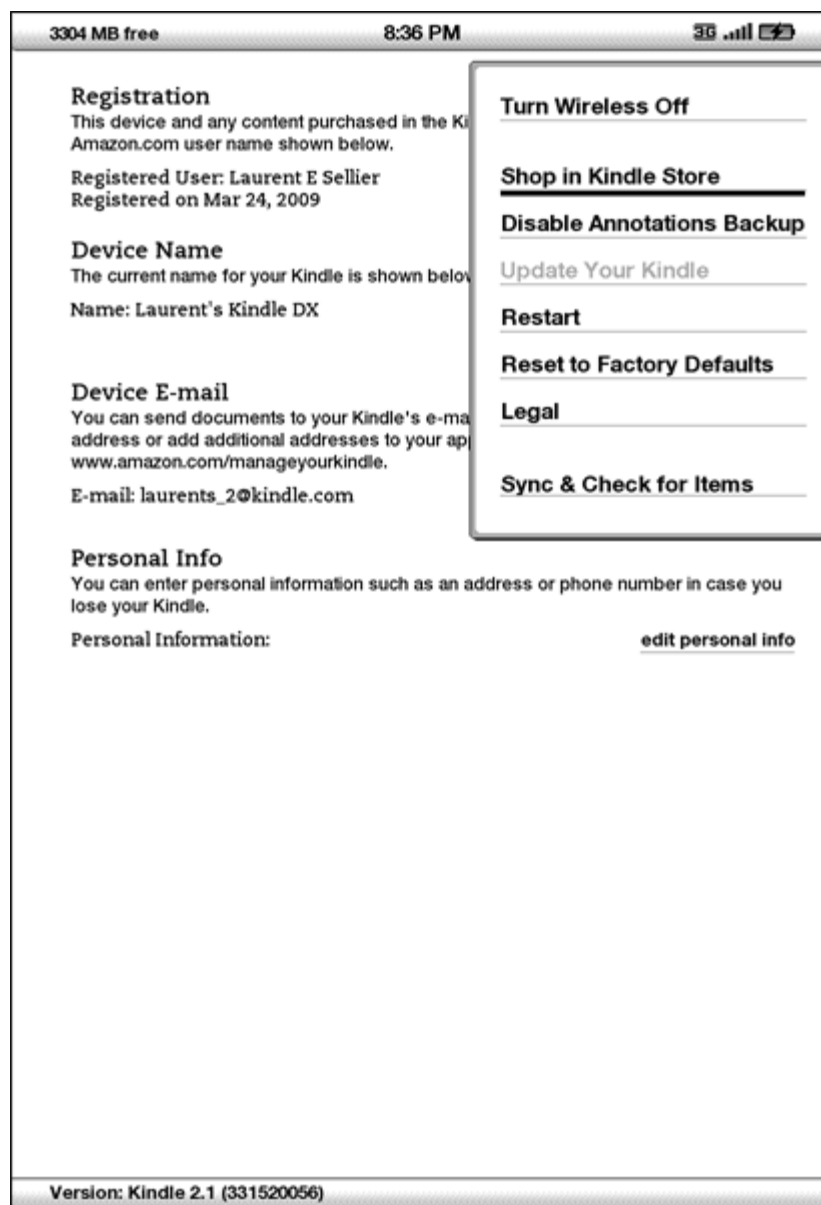 3304 MB free 8:36 PM 3G
Registration
This device and any content purchased in the Ki
Amazon.com user name shown below.
Registered User: Laurent E Sellier
Registered on Mar 24, 2009
Device Name
The current name for your Kindle is shown below
Name: Laurent's Kindle DX
Device E-mail
You can send documents to your Kindle's e-ma
address or add additional addresses to your app
www.amazon.com/manageyourkindle.
E-mail: laurents_2@kindle.com
Personal Info
You can enter personal information such as an address or phone number in case you
lose your Kindle.
Personal Information: edit personal info
Turn Wireless Off
Shop in Kindle Store
Disable Annotations Backup
Update Your Kindle
Restart
Reset to Factory Defaults
Legal
Sync & Check for Items
Version: Kindle 2.1 (331520056)